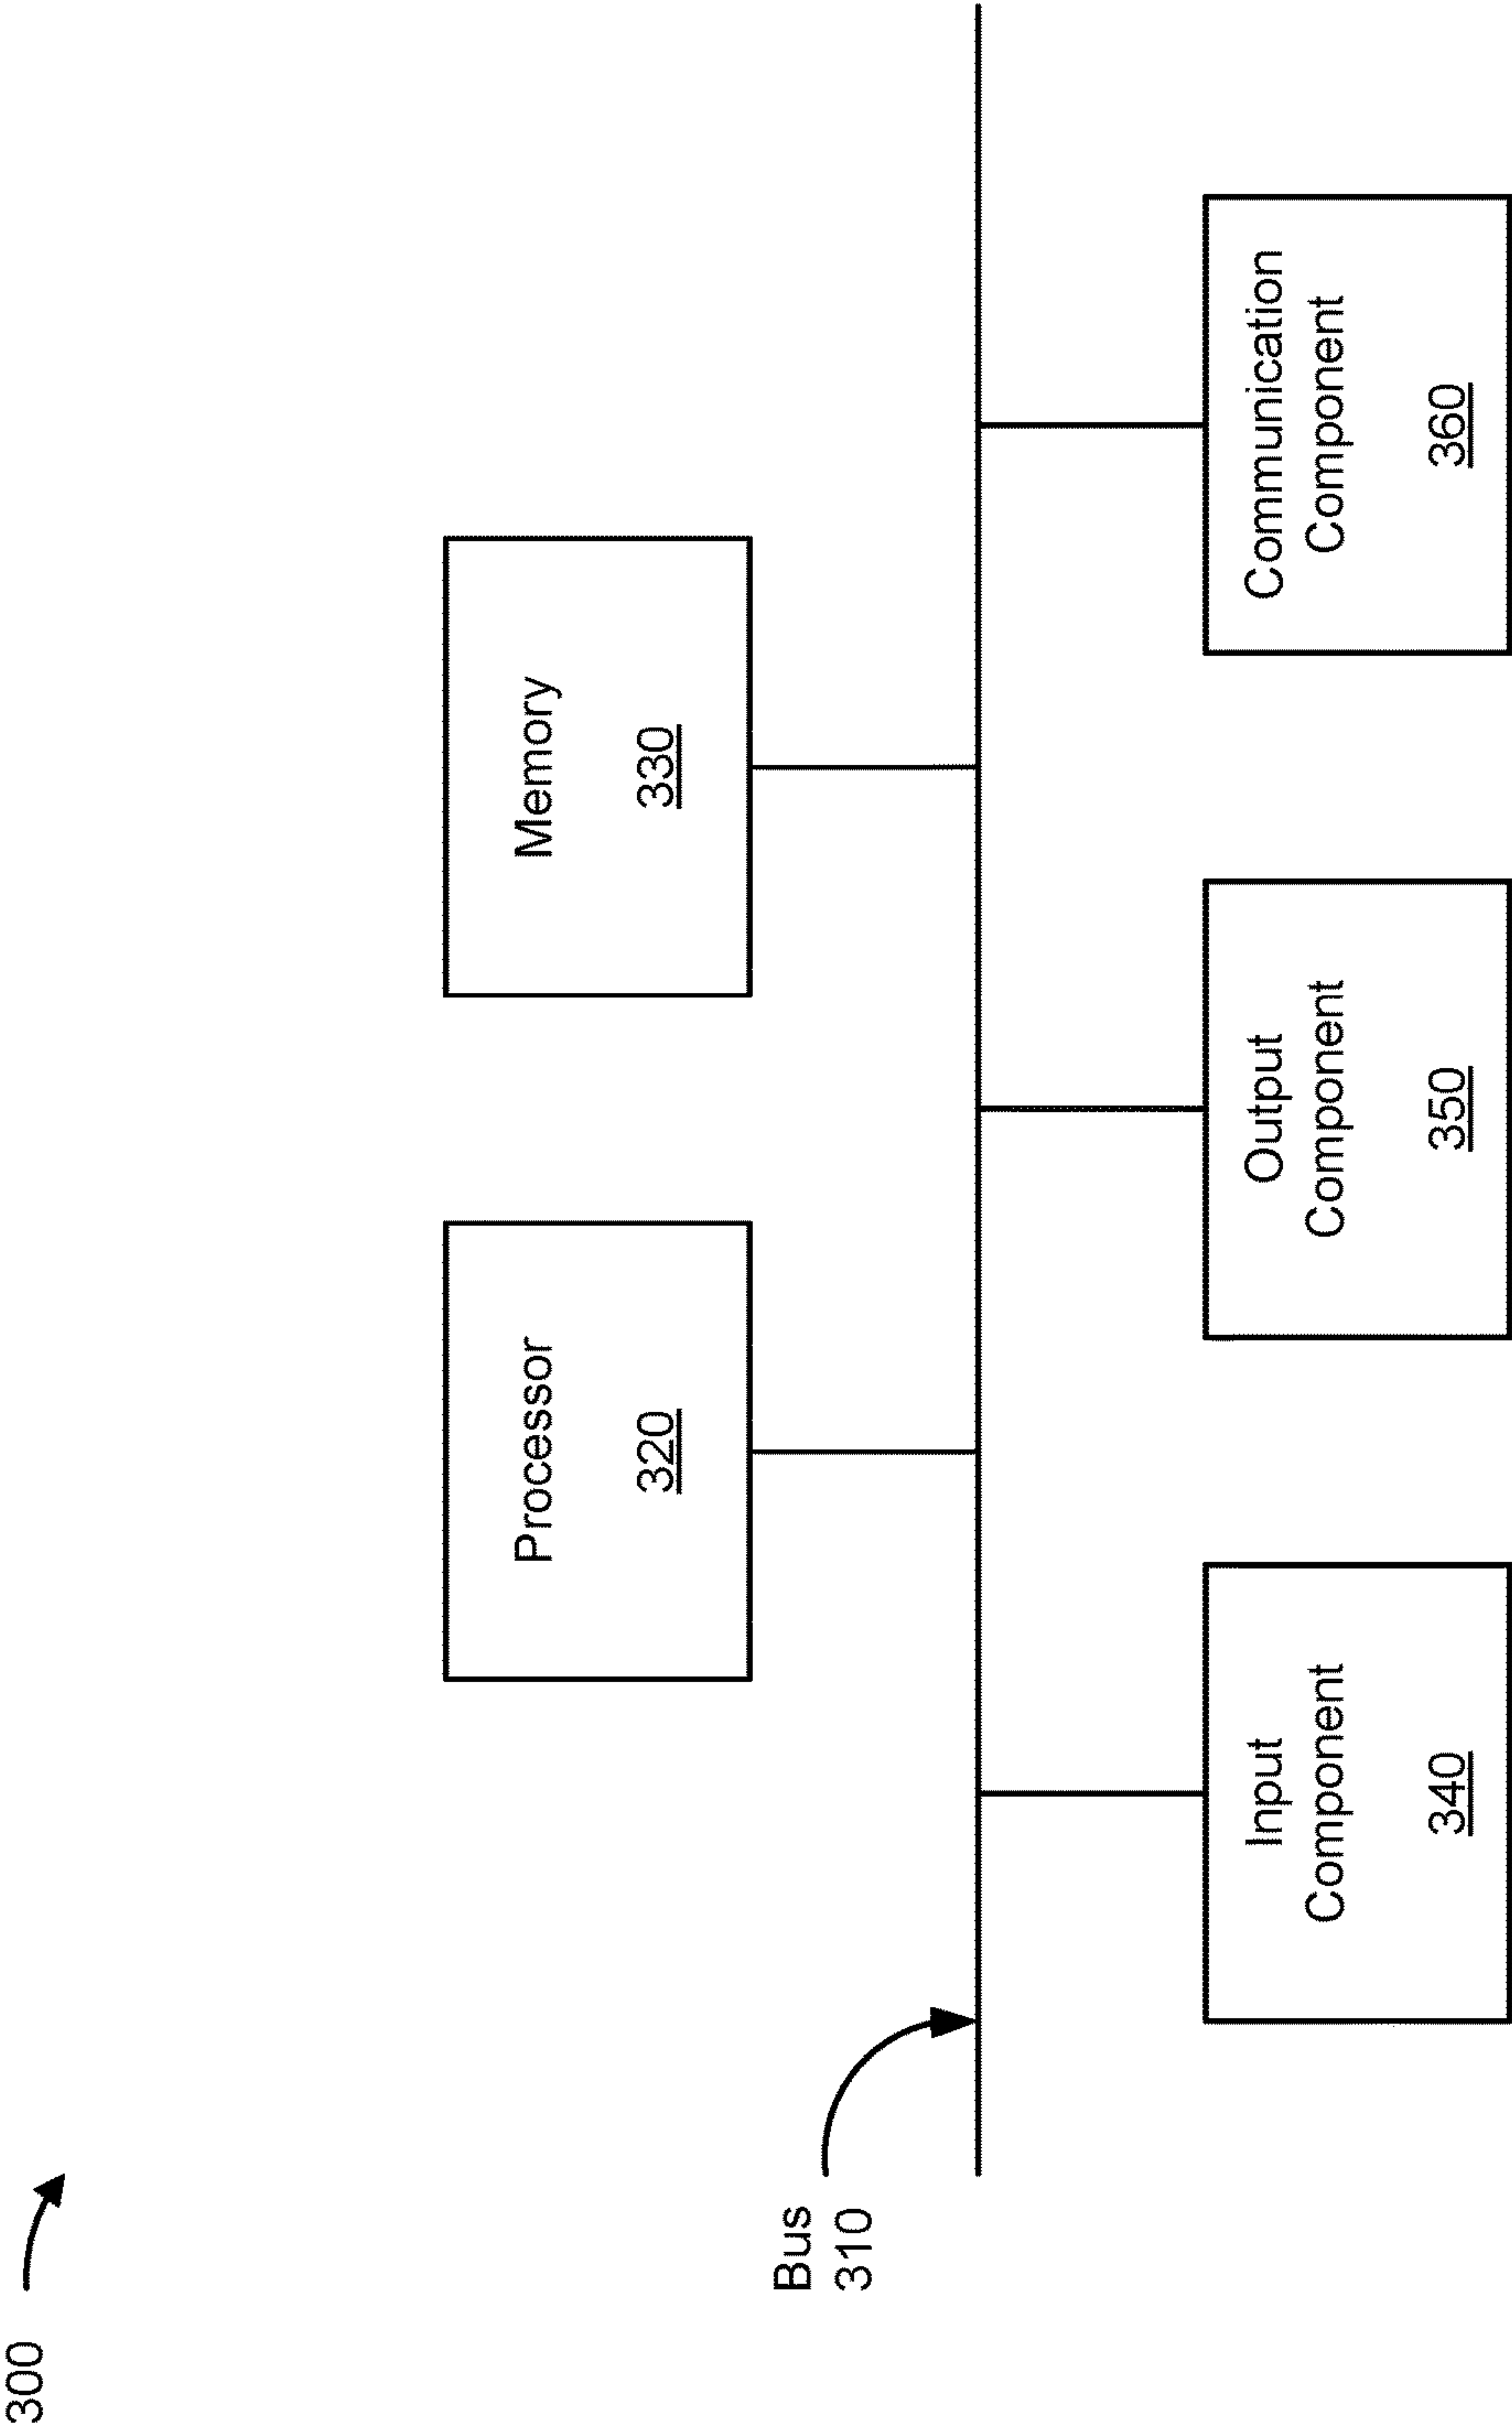 300
Processor
320
Memory
330
Bus
310
Input
Component
340
Output
Component
350
Communication
Component
360